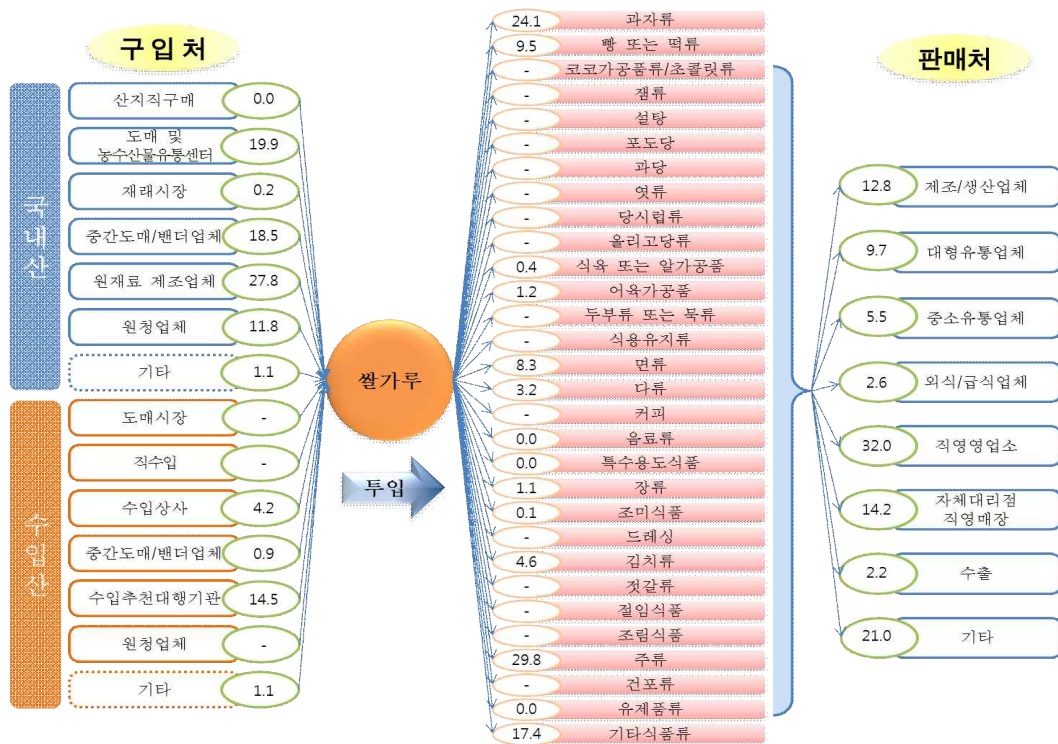 구입처
국내산
산지직구매 0.0
도매 및
농수산물유통센터 19.9
재래시장 0.2
중간도매/밴더업체 18.5
원재료 제조업체 27.8
원청업체 11.8
기타 1.1
수입산
도매시장 -
직수입 -
수입상사 4.2
중간도매/밴더업체 0.9
수입추천대행기관 14.5
원청업체 -
기타 1.1
쌀가루
투입
24.1 과자류
9.5 빵 또는 떡류
- 코코가공품류/초콜릿류
- 잼류
- 설탕
- 포도당
- 과당
- 엿류
- 당시럽류
- 올리고당류
0.4 식육 또는 알가공품
1.2 어육가공품
- 두부류 또는 묵류
- 식용유지류
8.3 면류
3.2 다류
- 커피
0.0 음료류
0.0 특수용도식품
1.1 장류
0.1 조미식품
- 드레싱
4.6 김치류
- 젓갈류
- 절임식품
- 조림식품
29.8 주류
- 건포류
0.0 유제품류
17.4 기타식품류
판매처
12.8 제조/생산업체
9.7 대형유통업체
5.5 중소유통업체
2.6 외식/급식업체
32.0 직영영업소
14.2 자체대리점
직영매장
2.2 수출
21.0 기타